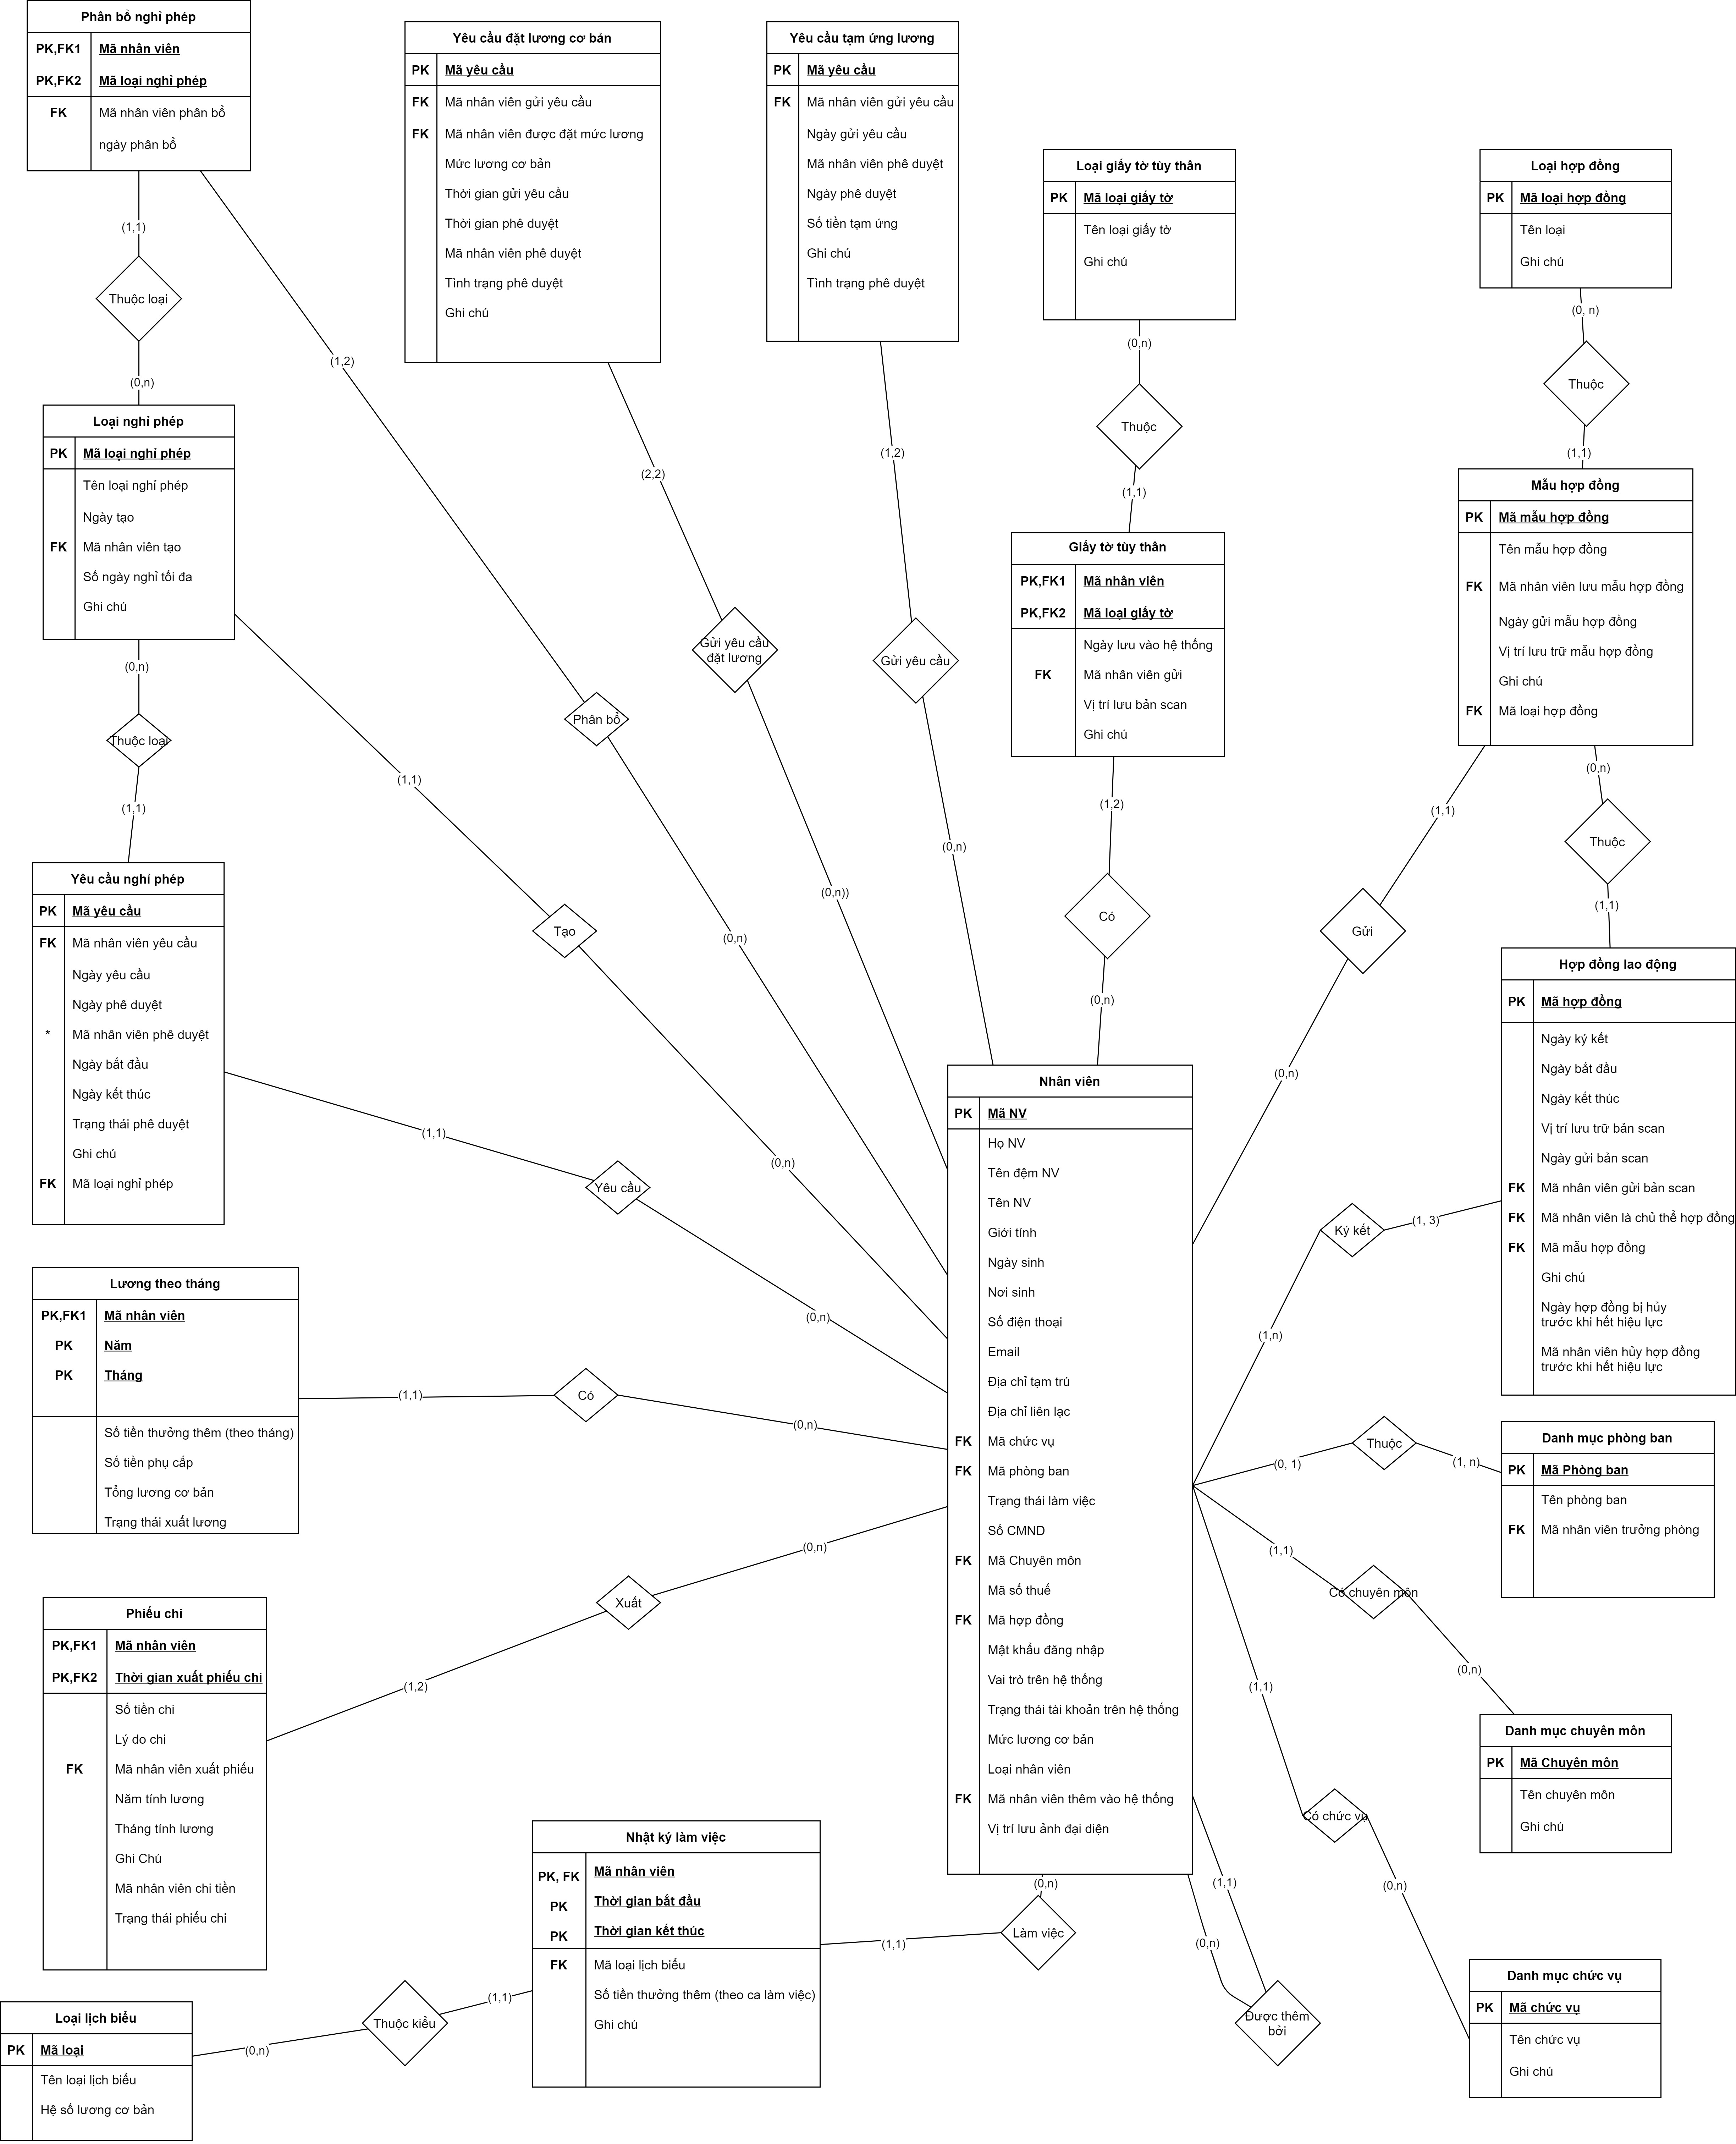 Phân bổ nghỉ phép
PK,FK1 Mã nhân viên
PK,FK2 Mã loại nghỉ phép
FK Mã nhân viên phân bổ
ngày phân bổ
Yêu cầu đặt lương cơ bản
PK Mã yêu cầu
FK Mã nhân viên gửi yêu cầu
FK Mã nhân viên được đặt mức lương
Mức lương cơ bản
Thời gian gửi yêu cầu
Thời gian phê duyệt
Mã nhân viên phê duyệt
Tình trạng phê duyệt
Ghi chú
Yêu cầu tạm ứng lương
PK Mã yêu cầu
FK Mã nhân viên gửi yêu cầu
Ngày gửi yêu cầu
Mã nhân viên phê duyệt
Ngày phê duyệt
Số tiền tạm ứng
Ghi chú
Tình trạng phê duyệt
Loại giấy tờ tùy thân
PK Mã loại giấy tờ
Tên loại giấy tờ
Ghi chú
Loại hợp đồng
PK Mã loại hợp đồng
Tên loại
Ghi chú
(1,1)
Thuộc loại
(0,n)
(1,2)
(2,2)
(1,2)
(0,n)
Thuộc
(1,1)
(0, n)
Thuộc
(1,1)
Loại nghỉ phép
PK Mã loại nghỉ phép
Tên loại nghỉ phép
Ngày tạo
FK Mã nhân viên tạo
Số ngày nghỉ tối đa
Ghi chú
Giấy tờ tùy thân
PK,FK1 Mã nhân viên
PK,FK2 Mã loại giấy tờ
Ngày lưu vào hệ thống
FK Mã nhân viên gửi
Vị trí lưu bản scan
Ghi chú
Mẫu hợp đồng
PK Mã mẫu hợp đồng
Tên mẫu hợp đồng
FK Mã nhân viên lưu mẫu hợp đồng
Ngày gửi mẫu hợp đồng
Vị trí lưu trữ mẫu hợp đồng
Ghi chú
FK Mã loại hợp đồng
(0,n)
Thuộc loại
(1,1)
(1,1)
Phân bổ
Gửi yêu cầu
đặt lương
Gửi yêu cầu
(0,n)
(0,n))
(0,n)
Tạo
(0,n)
(1,2)
Có
(0,n)
(1,1)
Gửi
(0,n)
(0,n)
Thuộc
(1,1)
Yêu cầu nghỉ phép
PK Mã yêu cầu
FK Mã nhân viên yêu cầu
Ngày yêu cầu
Ngày phê duyệt
* Mã nhân viên phê duyệt
Ngày bắt đầu
Ngày kết thúc
Trạng thái phê duyệt
Ghi chú
FK Mã loại nghỉ phép
(1,1)
Yêu cầu
(0,n)
Hợp đồng lao động
PK Mã hợp đồng
Ngày ký kết
Ngày bắt đầu
Ngày kết thúc
Vị trí lưu trữ bản scan
Ngày gửi bản scan
FK Mã nhân viên gửi bản scan
FK Mã nhân viên là chủ thể hợp đồng
FK Mã mẫu hợp đồng
Ghi chú
Ngày hợp đồng bị hủy
trước khi hết hiệu lực
Mã nhân viên hủy hợp đồng
trước khi hết hiệu lực
Ký kết
(1, 3)
(1,n)
Nhân viên
PK Mã NV
Họ NV
Tên đệm NV
Tên NV
Giới tính
Ngày sinh
Nơi sinh
Số điện thoại
Email
Địa chỉ tạm trú
Địa chỉ liên lạc
FK Mã chức vụ
FK Mã phòng ban
Trạng thái làm việc
Số CMND
FK Mã Chuyên môn
Mã số thuế
FK Mã hợp đồng
Mật khẩu đăng nhập
Vai trò trên hệ thống
Trạng thái tài khoản trên hệ thống
Mức lương cơ bản
Loại nhân viên
FK Mã nhân viên thêm vào hệ thống
Vị trí lưu ảnh đại diện
Lương theo tháng
PK,FK1 Mã nhân viên
PK Năm
PK Tháng
Số tiền thưởng thêm (theo tháng)
Số tiền phụ cấp
Tổng lương cơ bản
Trạng thái xuất lương
(1,1)
Có
(0,n)
(0, 1)
Thuộc
(1, n)
Danh mục phòng ban
PK Mã Phòng ban
Tên phòng ban
FK Mã nhân viên trưởng phòng
(1,1)
Có chuyên môn
(0,n)
Phiếu chi
PK,FK1 Mã nhân viên
PK,FK2 Thời gian xuất phiếu chi
Số tiền chi
Lý do chi
FK Mã nhân viên xuất phiếu
Năm tính lương
Tháng tính lương
Ghi Chú
Mã nhân viên chi tiền
Trạng thái phiếu chi
(0,n)
Xuất
(1,2)
Danh mục chuyên môn
PK Mã Chuyên môn
Tên chuyên môn
Ghi chú
(1,1)
Có chức vụ
(0,n)
Nhật ký làm việc
PK, FK Mã nhân viên
PK Thời gian bắt đầu
PK Thời gian kết thúc
FK Mã loại lịch biểu
Số tiền thưởng thêm (theo ca làm việc)
Ghi chú
(0,n)
Làm việc
(1,1)
(1,1)
(0,n)
Được thêm
bởi
Danh mục chức vụ
PK Mã chức vụ
Tên chức vụ
Ghi chú
Loại lịch biểu
PK Mã loại
Tên loại lịch biểu
Hệ số lương cơ bản
(0,n)
Thuộc kiểu
(1,1)